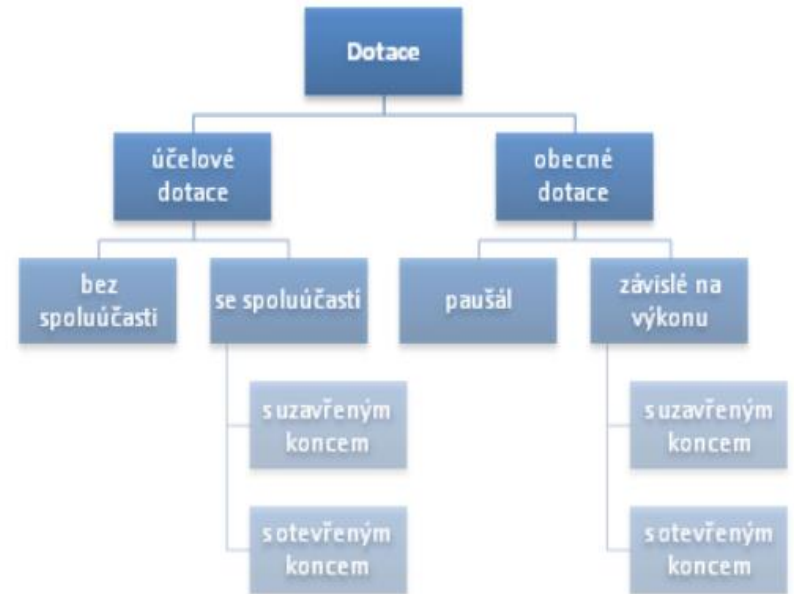 Dotace
účelové
dotace
obecné
dotace
bez
spoluúčasti
se spoluúčastí
paušál
závislé na
výkonu
s uzavřeným
koncem
s uzavřeným
koncem
s otevřeným
koncem
s otevřeným
koncem